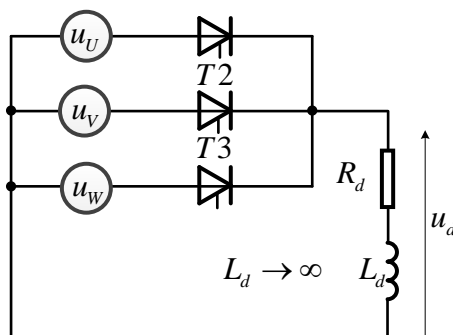 u_U
T2
u_V
T3
u_W
R_d
u_d
L_d → ∞
L_d